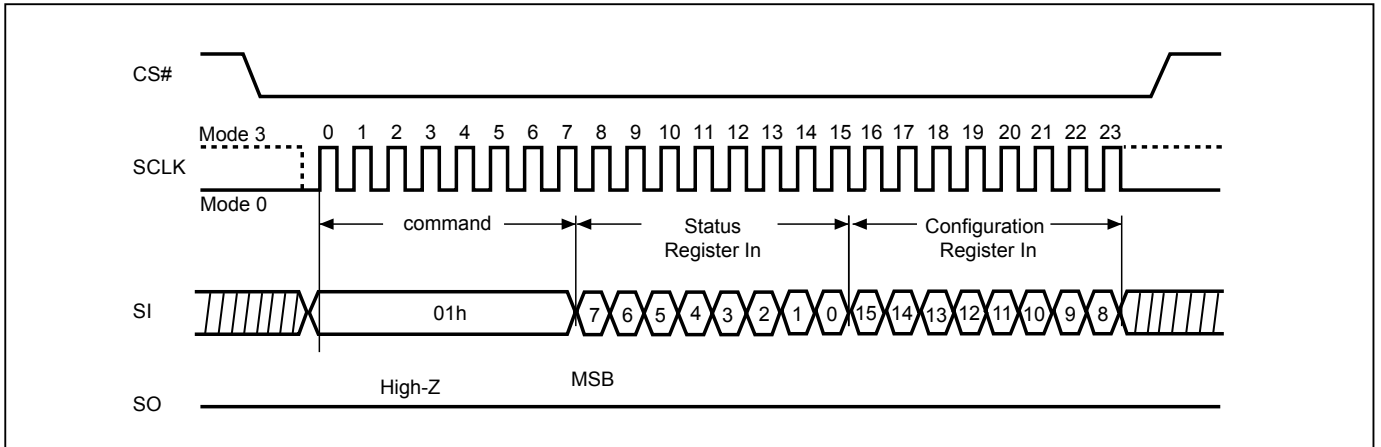 CS#
Mode 3
0 1 2 3 4 5 6 7 8 9 10 11 12 13 14 15 16 17 18 19 20 21 22 23
SCLK
Mode 0
command
Status
Register In
Configuration
Register In
SI
01h
7 6 5 4 3 2 1 0 15 14 13 12 11 10 9 8
High-Z
MSB
SO